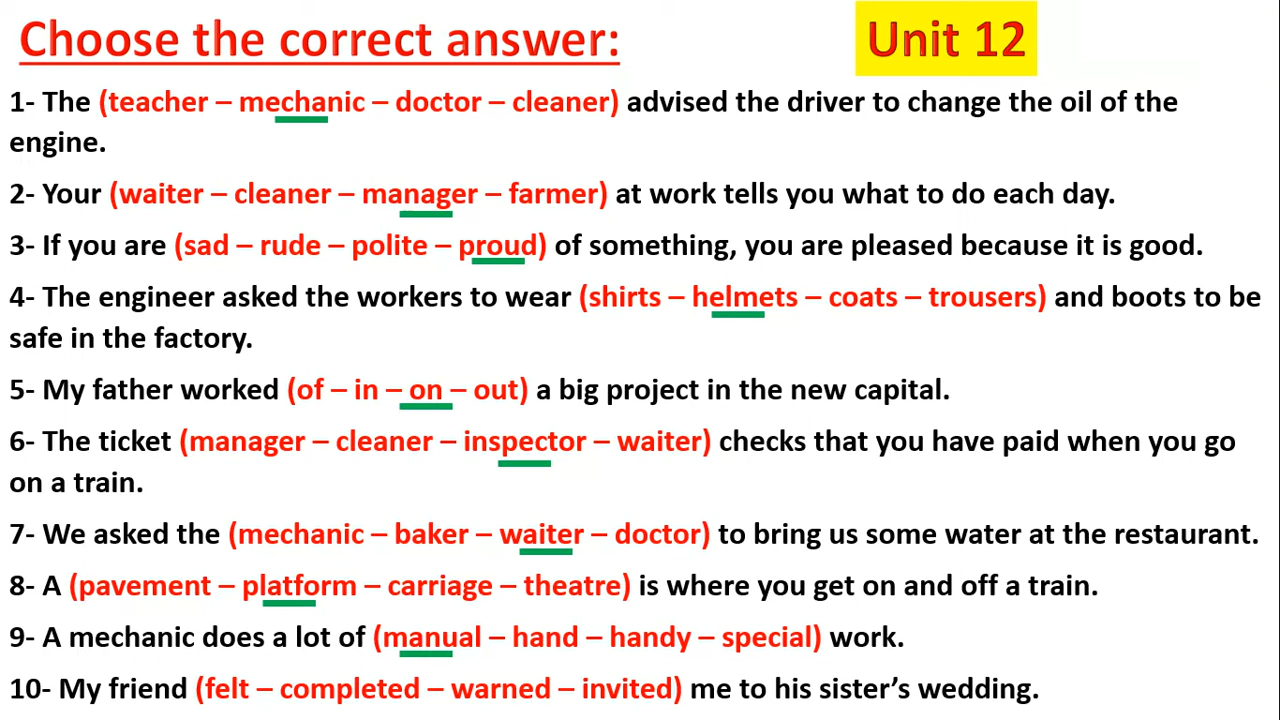 Choose the correct answer: Unit 12
1- The (teacher – mechanic – doctor – cleaner) advised the driver to change the oil of the
engine.
2- Your (waiter – cleaner – manager – farmer) at work tells you what to do each day.
3- If you are (sad – rude – polite – proud) of something, you are pleased because it is good.
4- The engineer asked the workers to wear (shirts – helmets – coats – trousers) and boots to be
safe in the factory.
5- My father worked (of – in – on – out) a big project in the new capital.
6- The ticket (manager – cleaner – inspector – waiter) checks that you have paid when you go
on a train.
7- We asked the (mechanic – baker – waiter – doctor) to bring us some water at the restaurant.
8- A (pavement – platform – carriage – theatre) is where you get on and off a train.
9- A mechanic does a lot of (manual – hand – handy – special) work.
10- My friend (felt – completed – warned – invited) me to his sister’s wedding.